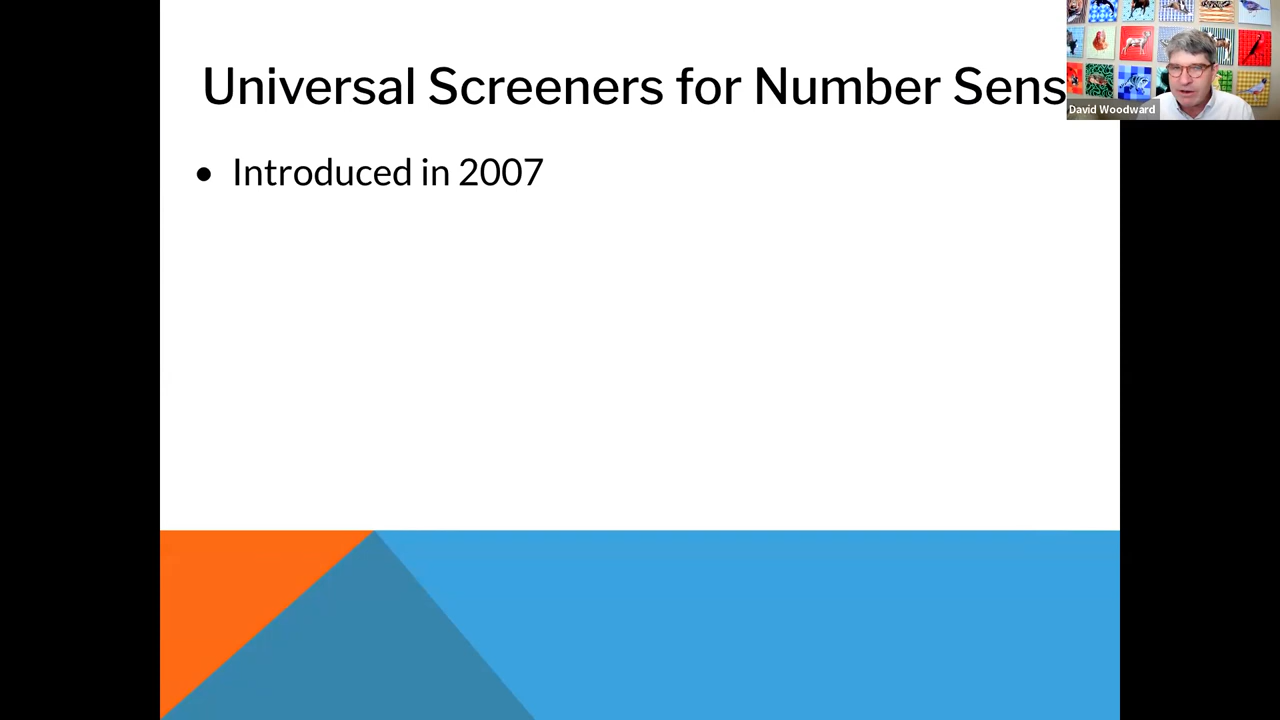 Universal Screeners for Number Sens
David Woodward
• Introduced in 2007